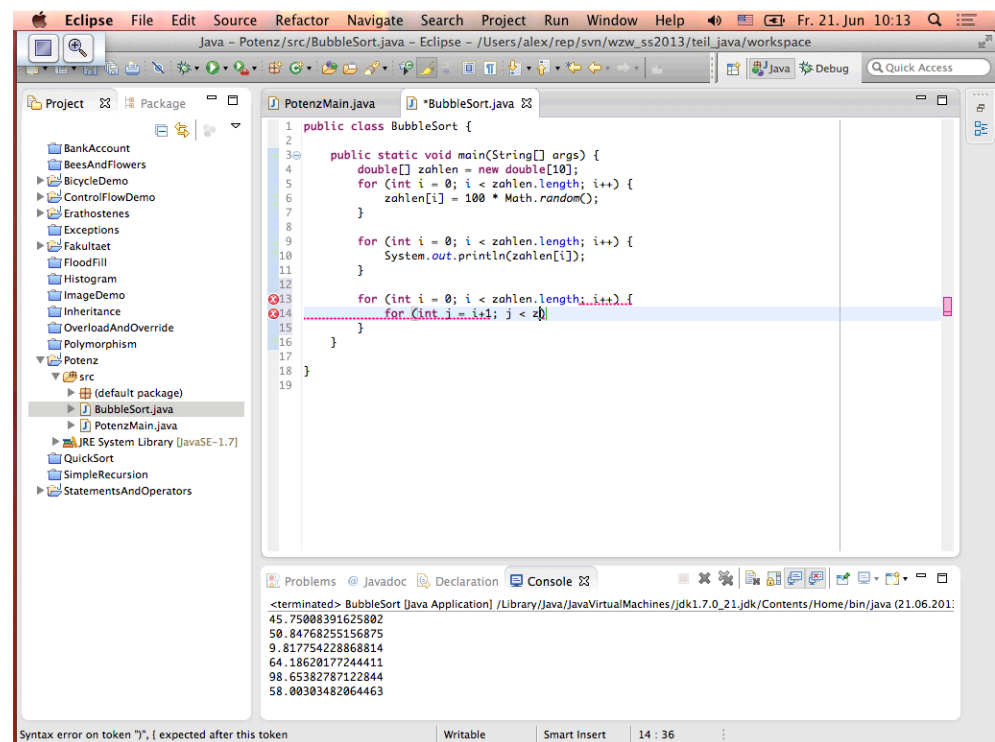 Eclipse File Edit Source Refactor Navigate Search Project Run Window Help Fr. 21. Jun 10:13
Java – Potenz/src/BubbleSort.java – Eclipse – /Users/alex/rep/svn/wzw_ss2013/teil_java/workspace
Java Debug Quick Access
Project Package
BankAccount
BeesAndFlowers
BicycleDemo
ControlFlowDemo
Erathostenes
Exceptions
Fakultaet
FloodFill
Histogram
ImageDemo
Inheritance
OverloadAndOverride
Polymorphism
Potenz
src
(default package)
BubbleSort.java
PotenzMain.java
JRE System Library [JavaSE-1.7]
QuickSort
SimpleRecursion
StatementsAndOperators
PotenzMain.java *BubbleSort.java
1 public class BubbleSort {
2
3 public static void main(String[] args) {
4 double[] zahlen = new double[10];
5 for (int i = 0; i < zahlen.length; i++) {
6 zahlen[i] = 100 * Math.random();
7 }
8
9 for (int i = 0; i < zahlen.length; i++) {
10 System.out.println(zahlen[i]);
11 }
12
13 for (int i = 0; i < zahlen.length; i++) {
14 for (int j = i+1; j < z)
15 }
16 }
17
18 }
19
Problems @ Javadoc Declaration Console
<terminated> BubbleSort [Java Application] /Library/Java/JavaVirtualMachines/jdk1.7.0_21.jdk/Contents/Home/bin/java (21.06.201
45.75008391625802
50.84768255156875
9.817754228868814
64.18620177244411
98.65382787122844
58.00303482064463
Syntax error on token ")", { expected after this token Writable Smart Insert 14 : 36